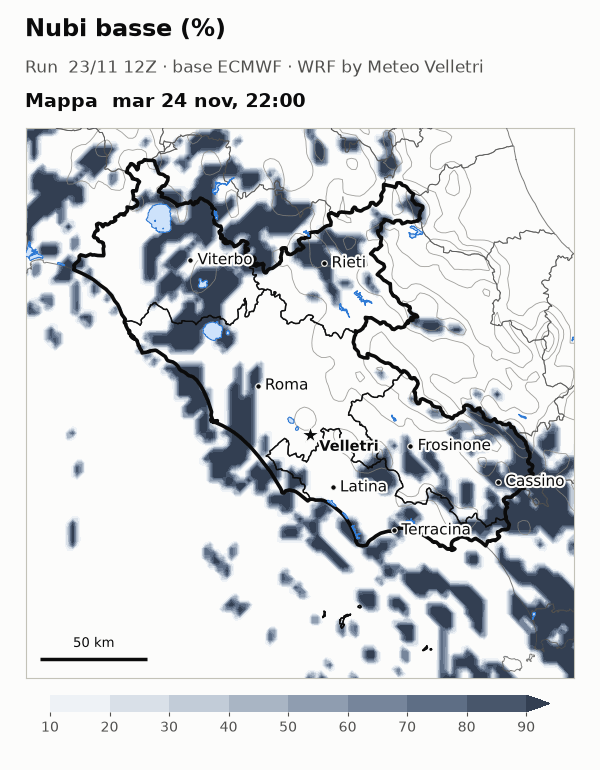 Nubi basse (%)
Run  23/11 12Z · base ECMWF · WRF by Meteo Velletri
Mappa  mar 24 nov, 22:00
Viterbo
Rieti
Roma
Velletri
Frosinone
Cassino
Latina
Terracina
50 km
10 20 30 40 50 60 70 80 90